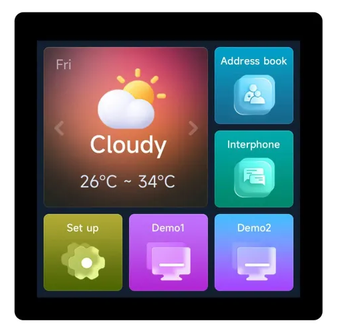 Fri
Cloudy
26°C ~ 34°C
Address book
Interphone
Set up
Demo1
Demo2